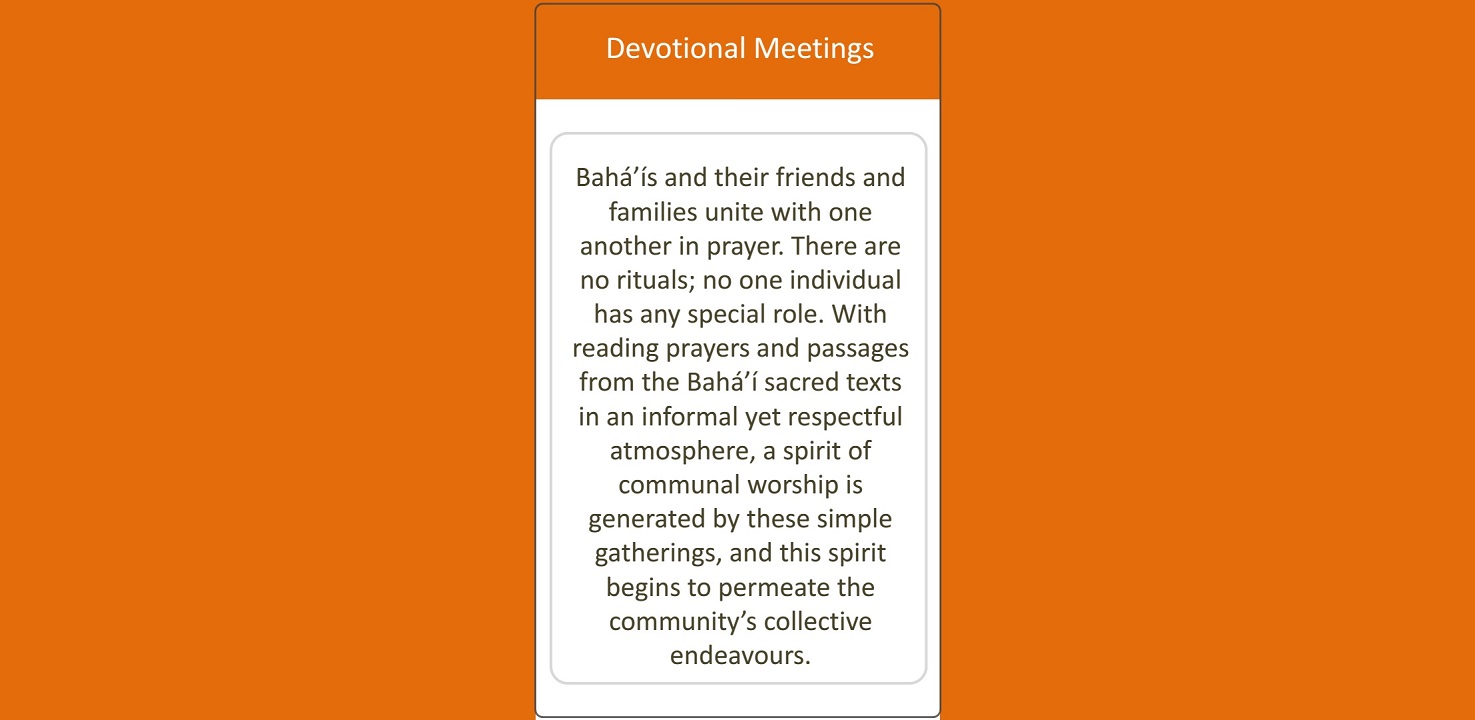 Devotional Meetings
Bahá’ís and their friends and
families unite with one
another in prayer. There are
no rituals; no one individual
has any special role. With
reading prayers and passages
from the Bahá’í sacred texts
in an informal yet respectful
atmosphere, a spirit of
communal worship is
generated by these simple
gatherings, and this spirit
begins to permeate the
community’s collective
endeavours.